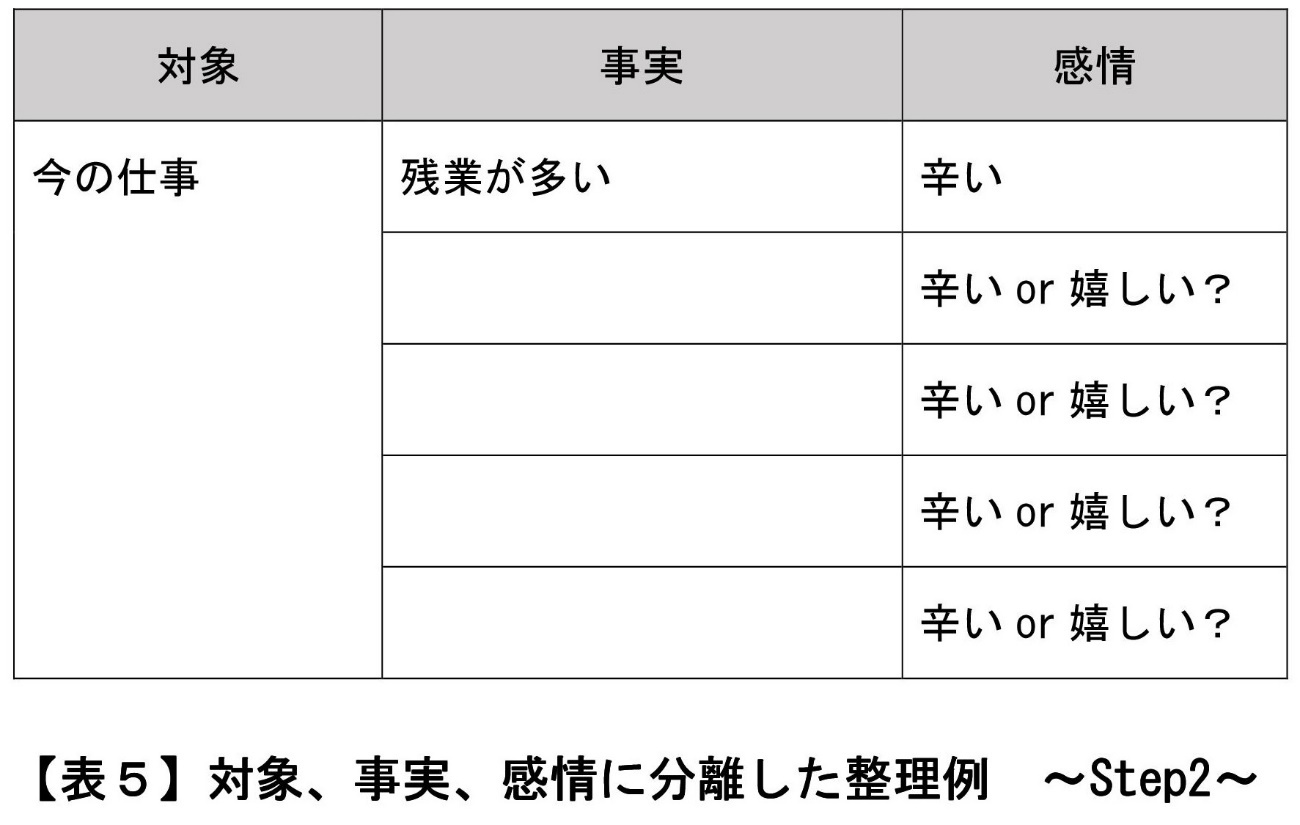 対象 事実 感情
今の仕事 残業が多い 辛い
辛い or 嬉しい？
辛い or 嬉しい？
辛い or 嬉しい？
辛い or 嬉しい？
【表５】対象、事実、感情に分離した整理例　～Step2～